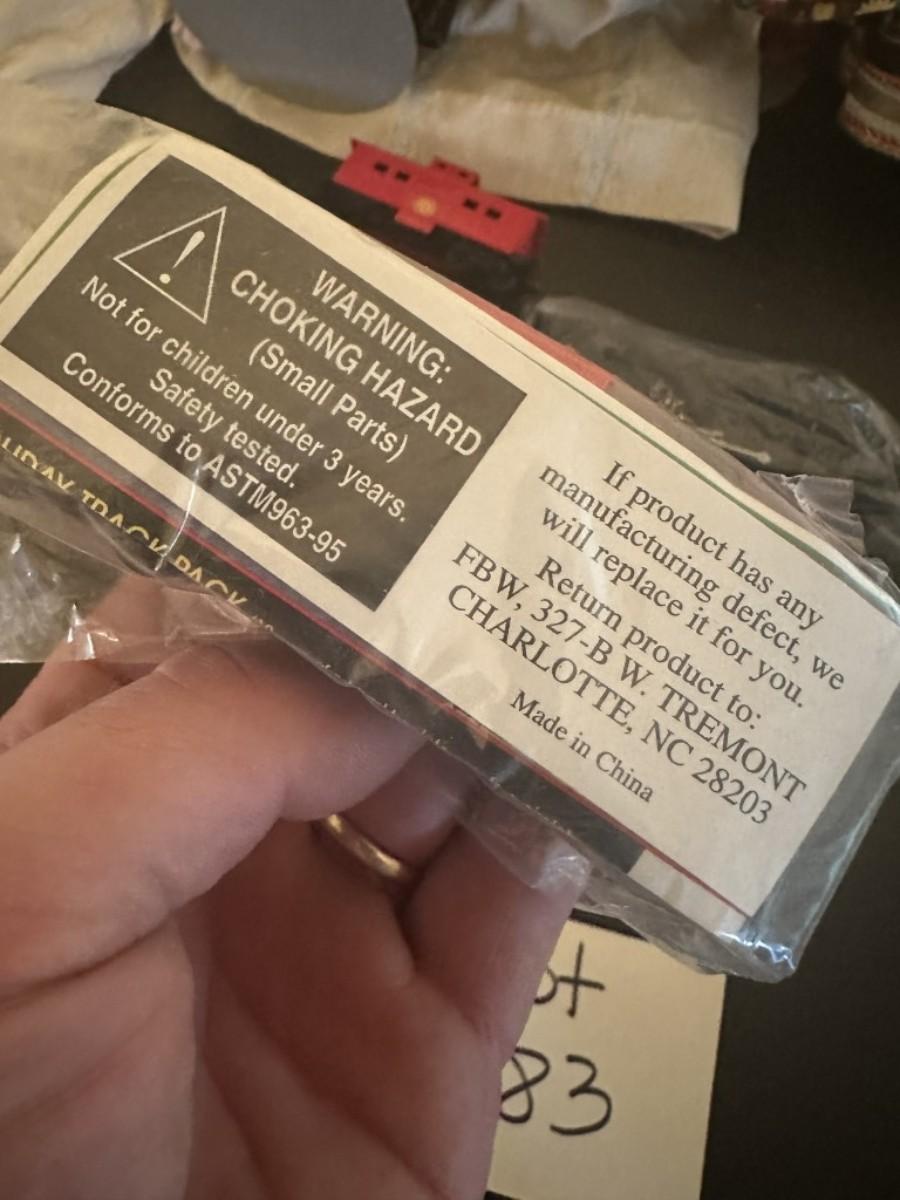 WARNING:
CHOKING HAZARD
(Small Parts)
Not for children under 3 years.
Safety tested.
Conforms to ASTM963-95
If product has any
manufacturing defect, we
will replace it for you.
Return product to:
FBW, 327-B W. TREMONT
CHARLOTTE, NC 28203
Made in China
TRACK PACK
83